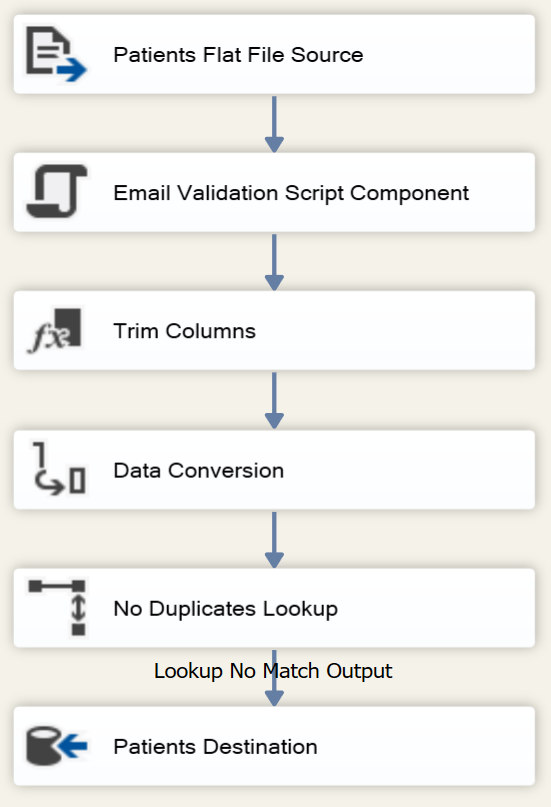 Patients Flat File Source
Email Validation Script Component
Trim Columns
Data Conversion
No Duplicates Lookup
Lookup No Match Output
Patients Destination